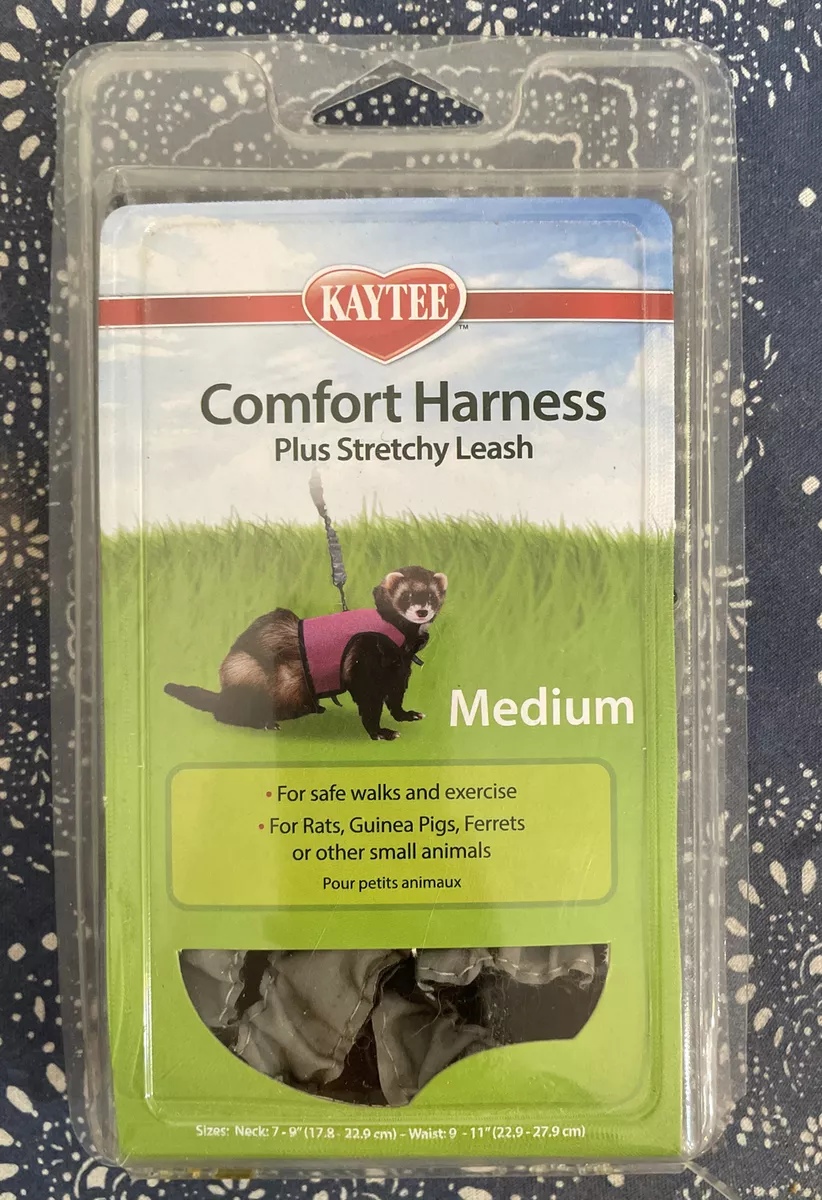 KAYTEE®
™
Comfort Harness
Plus Stretchy Leash
Medium
• For safe walks and exercise
• For Rats, Guinea Pigs, Ferrets
or other small animals
Pour petits animaux
Sizes: Neck: 7 - 9" (17.8 - 22.9 cm) - Waist: 9 - 11" (22.9 - 27.9 cm)